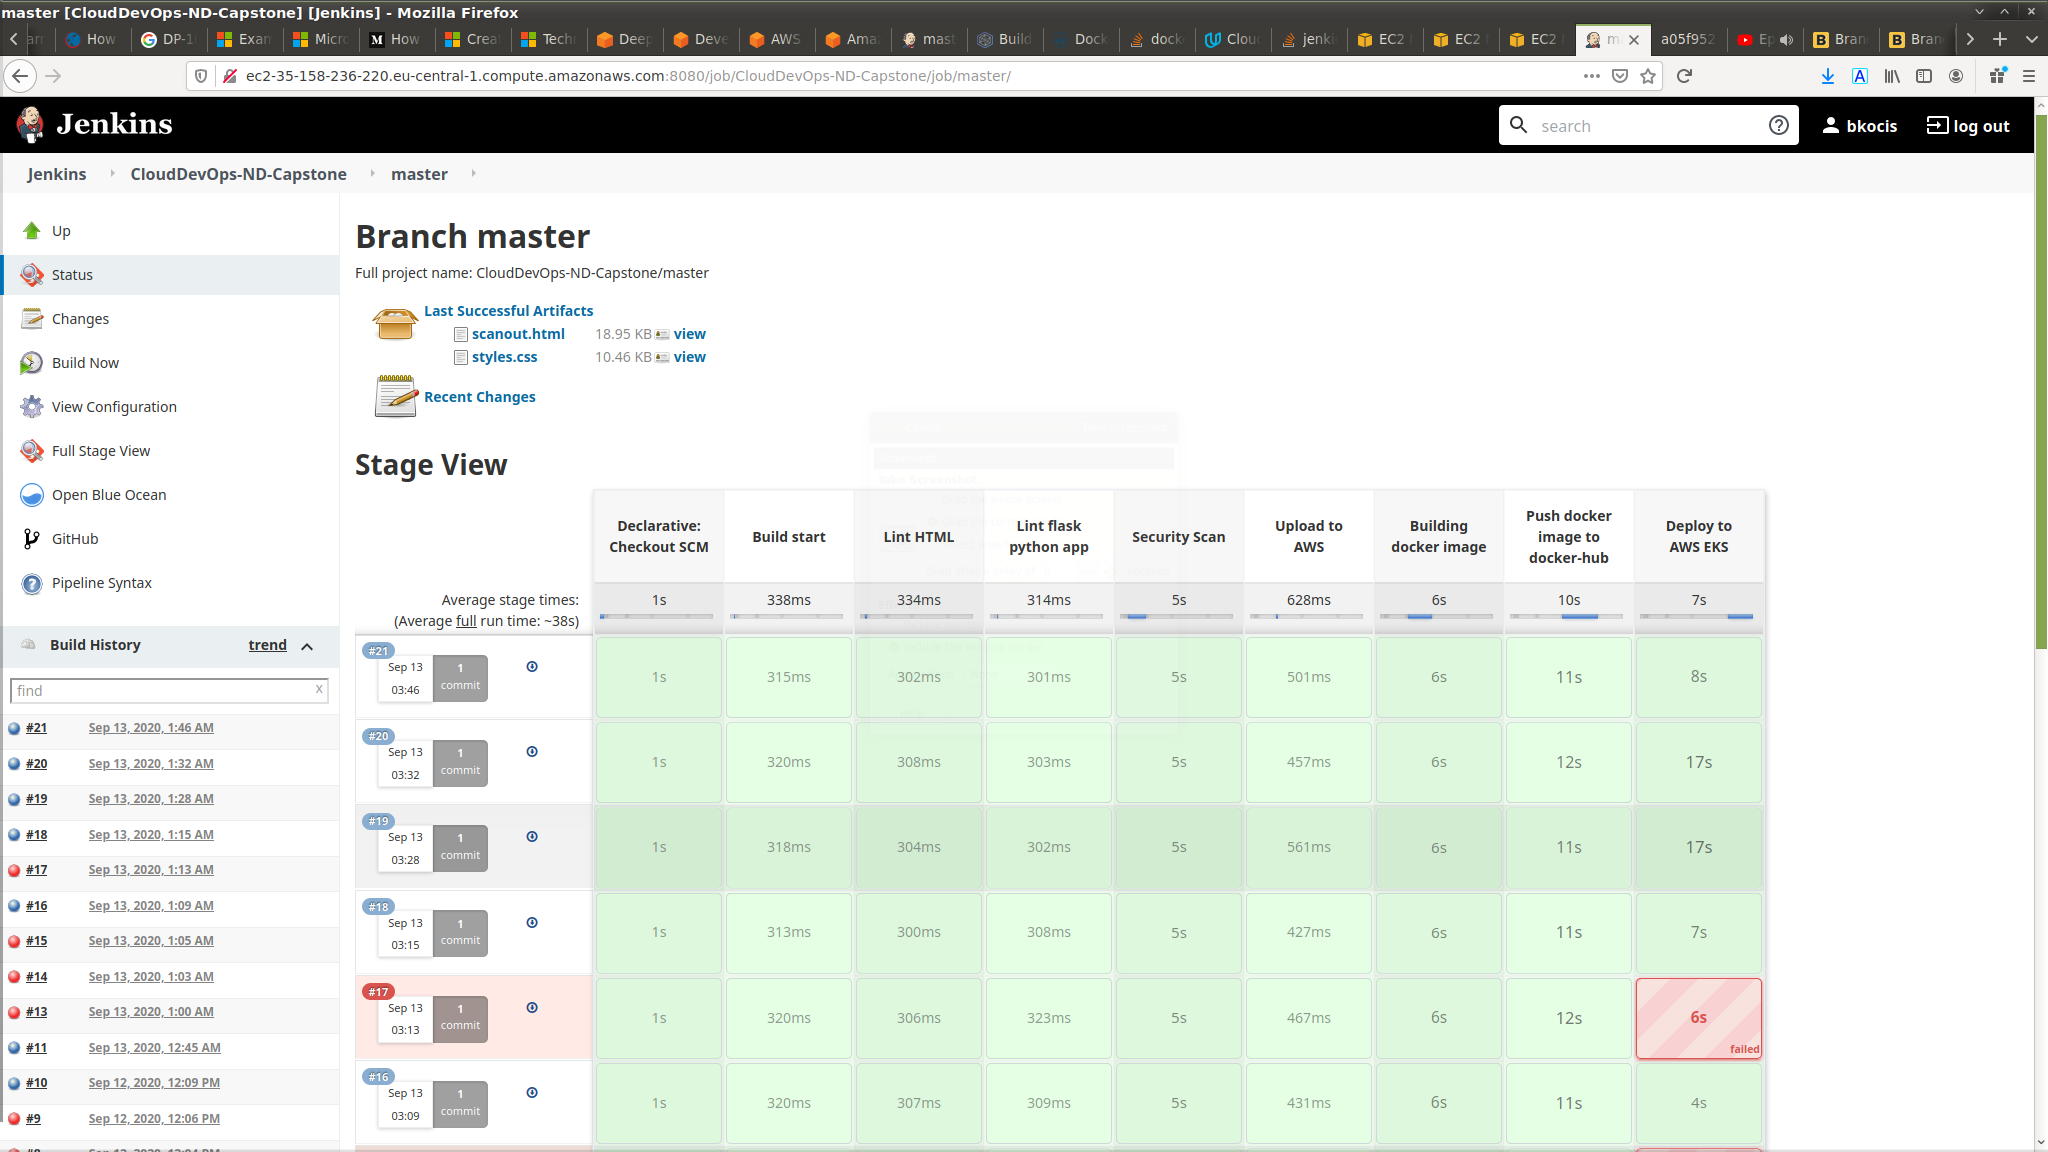 master [CloudDevOps-ND-Capstone] [Jenkins] - Mozilla Firefox
How DP-1 Exan Micro How Crea Tech Deep Deve AWS Ama mast Build Dock dock Clou jenki EC2 EC2 EC2 m a05f952 Ep Bran Bran
ec2-35-158-236-220.eu-central-1.compute.amazonaws.com:8080/job/CloudDevOps-ND-Capstone/job/master/
Jenkins
search
bkocis
log out
Jenkins CloudDevOps-ND-Capstone master
Up
Status
Changes
Build Now
View Configuration
Full Stage View
Open Blue Ocean
GitHub
Pipeline Syntax
Build History trend
find x
#21 Sep 13, 2020, 1:46 AM
#20 Sep 13, 2020, 1:32 AM
#19 Sep 13, 2020, 1:28 AM
#18 Sep 13, 2020, 1:15 AM
#17 Sep 13, 2020, 1:13 AM
#16 Sep 13, 2020, 1:09 AM
#15 Sep 13, 2020, 1:05 AM
#14 Sep 13, 2020, 1:03 AM
#13 Sep 13, 2020, 1:00 AM
#11 Sep 13, 2020, 12:45 AM
#10 Sep 12, 2020, 12:09 PM
#9 Sep 12, 2020, 12:06 PM
Branch master
Full project name: CloudDevOps-ND-Capstone/master
Last Successful Artifacts
scanout.html 18.95 KB view
styles.css 10.46 KB view
Recent Changes
Stage View
Declarative: Checkout SCM
Build start
Lint HTML
Lint flask python app
Security Scan
Upload to AWS
Building docker image
Push docker image to docker-hub
Deploy to AWS EKS
Average stage times: 1s 338ms 334ms 314ms 5s 628ms 6s 10s 7s
(Average full run time: ~38s)
#21
Sep 13 03:46 1 commit 1s 315ms 302ms 301ms 5s 501ms 6s 11s 8s
#20
Sep 13 03:32 1 commit 1s 320ms 308ms 303ms 5s 457ms 6s 12s 17s
#19
Sep 13 03:28 1 commit 1s 318ms 304ms 302ms 5s 561ms 6s 11s 17s
#18
Sep 13 03:15 1 commit 1s 313ms 300ms 308ms 5s 427ms 6s 11s 7s
#17
Sep 13 03:13 1 commit 1s 320ms 306ms 323ms 5s 467ms 6s 12s 6s
failed
#16
Sep 13 03:09 1 commit 1s 320ms 307ms 309ms 5s 431ms 6s 11s 4s